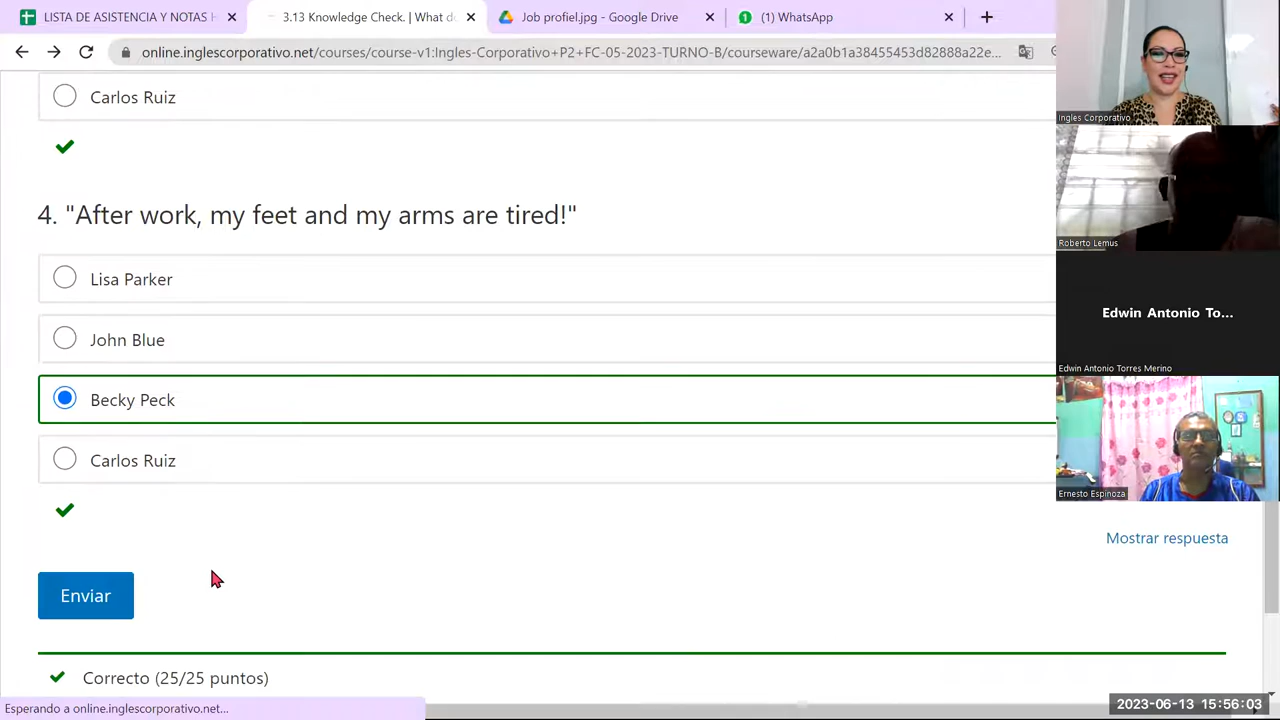 LISTA DE ASISTENCIA Y NOTAS
3.13 Knowledge Check. | What d
Job profiel.jpg - Google Drive
(1) WhatsApp
online.inglescorporativo.net/courses/course-v1:Ingles-Corporativo+P2+FC-05-2023-TURNO-B/courseware/a2a0b1a38455453d82888a22e...
Carlos Ruiz
4. "After work, my feet and my arms are tired!"
Lisa Parker
John Blue
Becky Peck
Carlos Ruiz
Mostrar respuesta
Enviar
Correcto (25/25 puntos)
Esperando a online.inglescorporativo.net...
Ingles Corporativo
Roberto Lemus
Edwin Antonio To...
Edwin Antonio Torres Merino
Ernesto Espinoza
2023-06-13 15:56:03